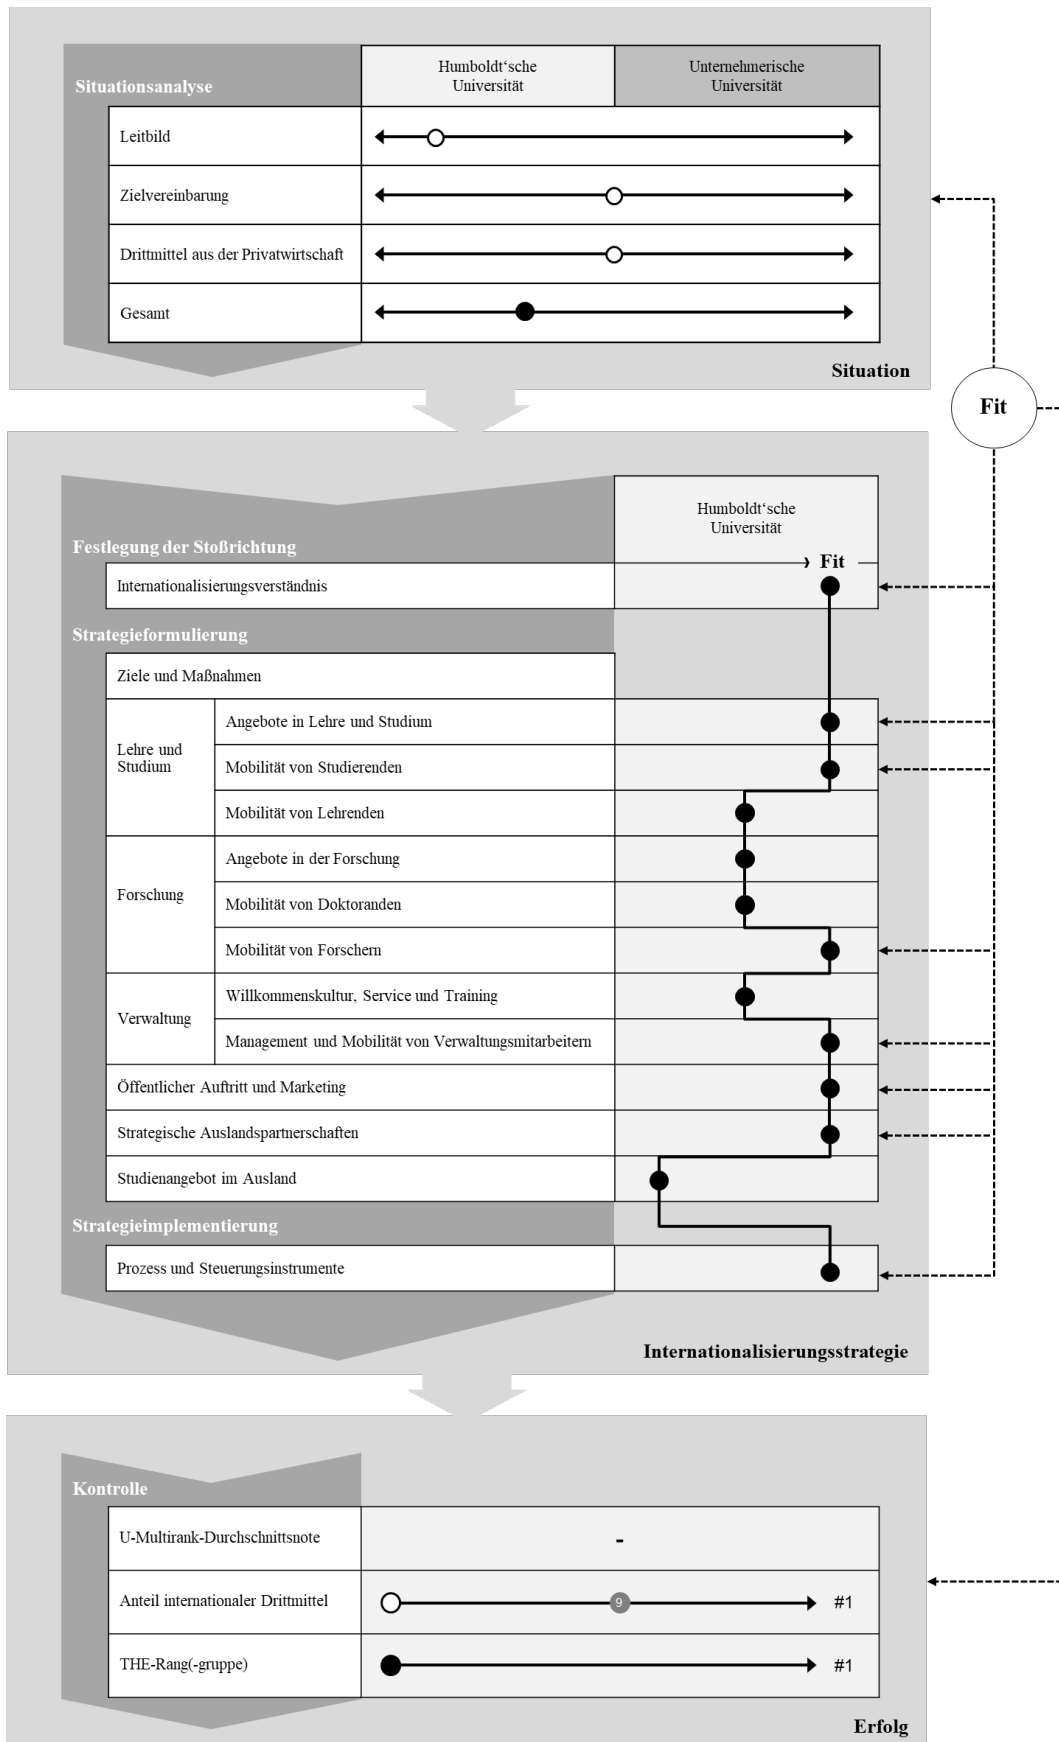 Situationsanalyse
Humboldt‘sche
Universität
Unternehmerische
Universität
Leitbild
Zielvereinbarung
Drittmittel aus der Privatwirtschaft
Gesamt
Situation
Fit
Humboldt‘sche
Universität
Festlegung der Stoßrichtung
Fit
Internationalisierungsverständnis
Strategieformulierung
Ziele und Maßnahmen
Lehre und
Studium
Angebote in Lehre und Studium
Mobilität von Studierenden
Mobilität von Lehrenden
Forschung
Angebote in der Forschung
Mobilität von Doktoranden
Mobilität von Forschern
Verwaltung
Willkommenskultur, Service und Training
Management und Mobilität von Verwaltungsmitarbeitern
Öffentlicher Auftritt und Marketing
Strategische Auslandspartnerschaften
Studienangebot im Ausland
Strategieimplementierung
Prozess und Steuerungsinstrumente
Internationalisierungsstrategie
Kontrolle
U-Multirank-Durchschnittsnote
-
Anteil internationaler Drittmittel
9
#1
THE-Rang(-gruppe)
#1
Erfolg